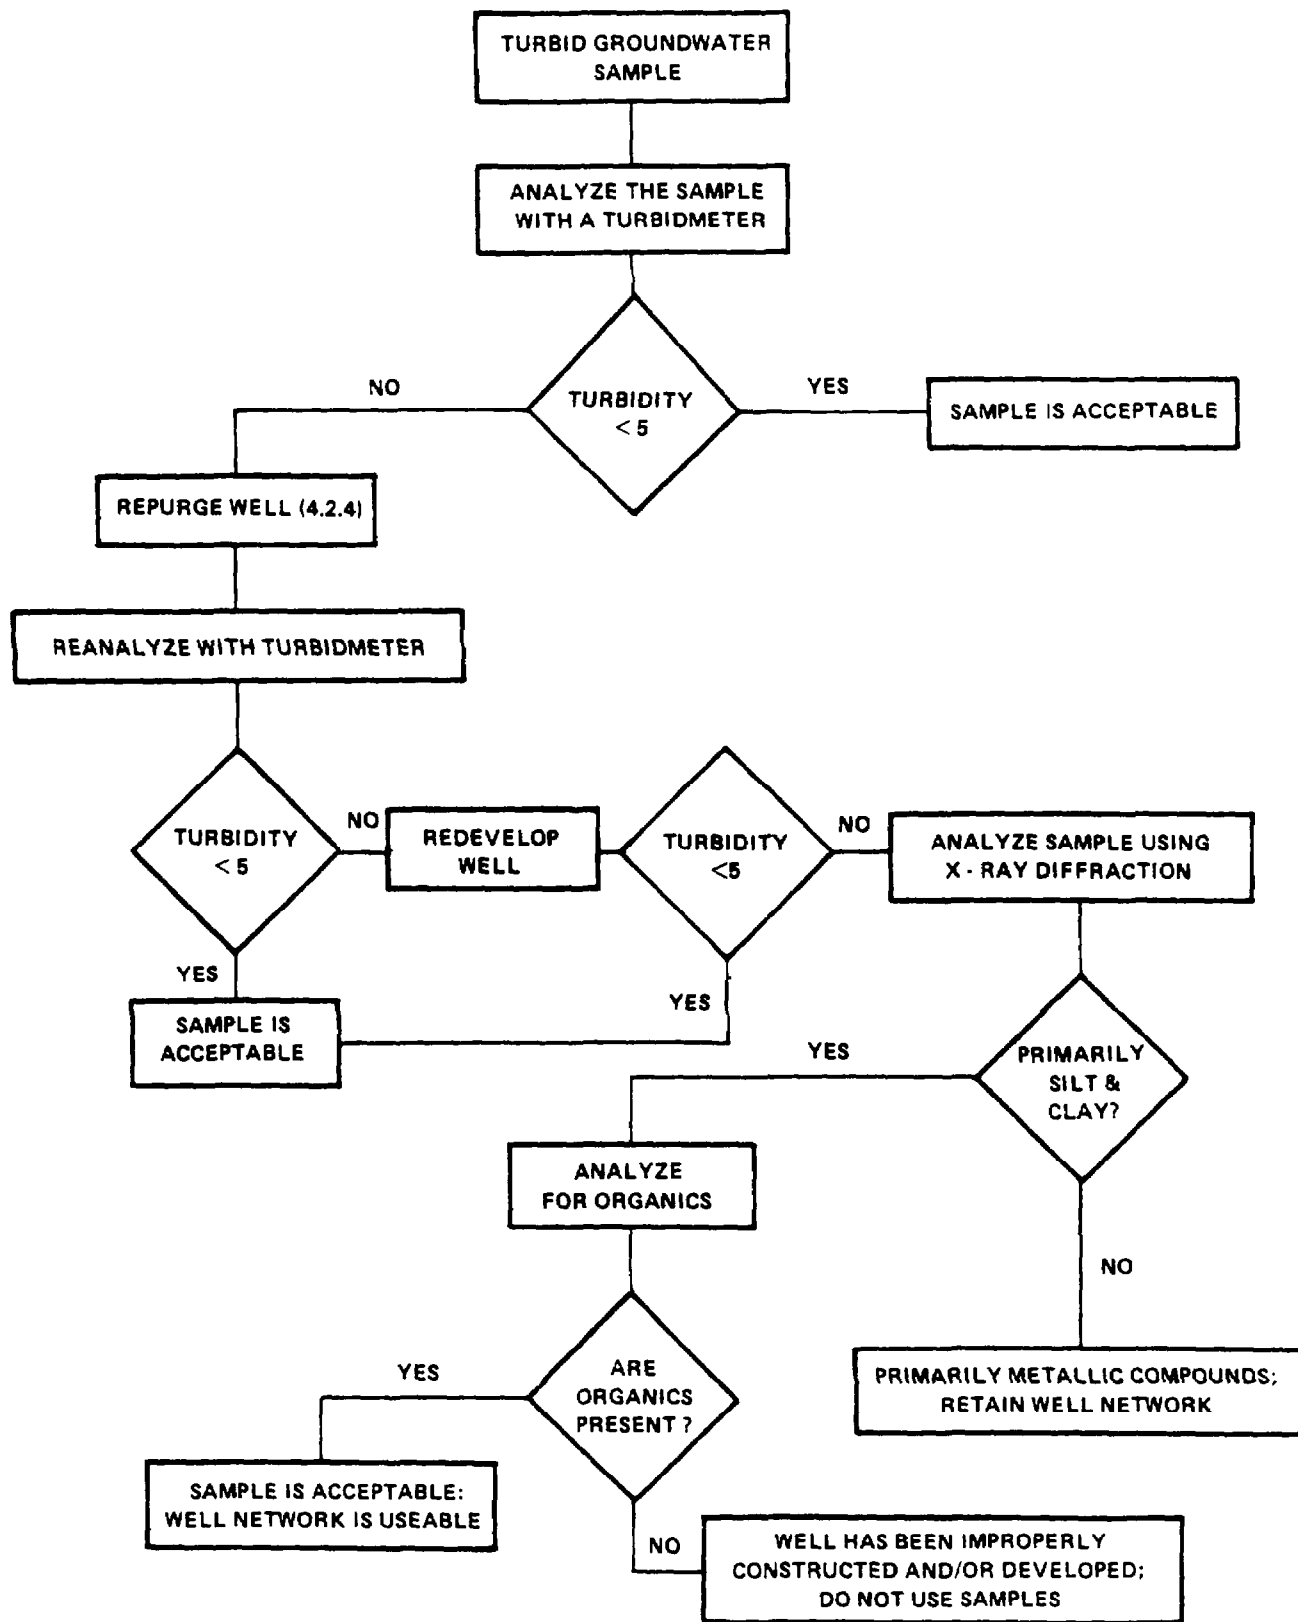 TURBID GROUNDWATER
SAMPLE
ANALYZE THE SAMPLE
WITH A TURBIDMETER
TURBIDITY
< 5
NO
YES
SAMPLE IS ACCEPTABLE
REPURGE WELL (4.2.4)
REANALYZE WITH TURBIDMETER
TURBIDITY
< 5
NO
YES
SAMPLE IS
ACCEPTABLE
REDEVELOP
WELL
TURBIDITY
<5
YES
NO
ANALYZE SAMPLE USING
X - RAY DIFFRACTION
PRIMARILY
SILT &
CLAY?
YES
NO
ANALYZE
FOR ORGANICS
PRIMARILY METALLIC COMPOUNDS;
RETAIN WELL NETWORK
ARE
ORGANICS
PRESENT ?
YES
SAMPLE IS ACCEPTABLE:
WELL NETWORK IS USEABLE
NO
WELL HAS BEEN IMPROPERLY
CONSTRUCTED AND/OR DEVELOPED;
DO NOT USE SAMPLES